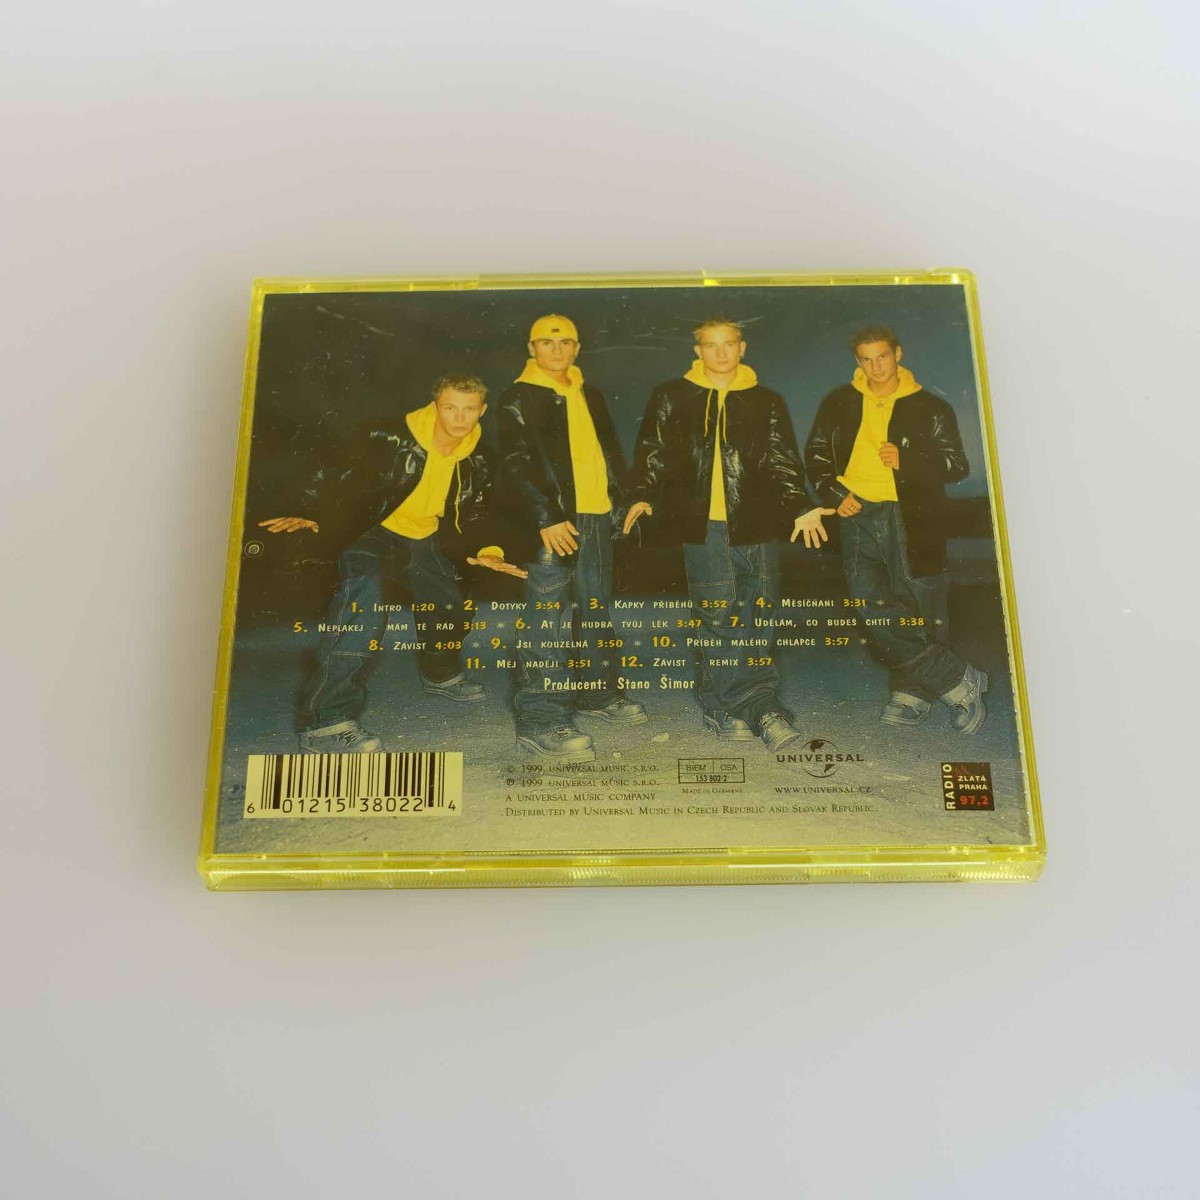 1. Intro 1:20 * 2. Dotyky 3:54 * 3. Kapky příběhů 3:52 * 4. Měsíčňani 3:31 *
5. Neplakej - mám tě rád 3:13 * 6. Ať je hudba tvůj lék 3:47 * 7. Udělám, co budeš chtít 3:38 *
8. Závist 4:03 * 9. Jsi kouzelná 3:50 * 10. Příběh malého chlapce 3:57 *
11. Měj naději 3:51 * 12. Závist - remix 3:57
Producent: Stano Šimor
6 01215 38022 4
© 1999 Universal Music, s.r.o.
℗ 1999 Universal Music s.r.o.
A Universal Music Company
Distributed by Universal Music in Czech Republic and Slovak Republic.
BIEM OSA
153 802-2
Made in Germany
UNIVERSAL
WWW.UNIVERSAL.CZ
RADIO
ZLATÁ
PRAHA
97,2